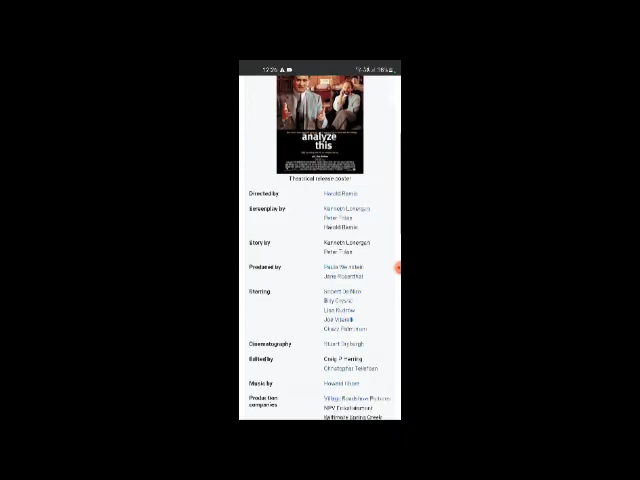 12:26
analyze
this
Theatrical release poster
Directed by Harold Ramis
Screenplay by Kenneth Lonergan
Peter Tolan
Harold Ramis
Story by Kenneth Lonergan
Peter Tolan
Produced by Paula Weinstein
Jane Rosenthal
Starring Robert De Niro
Billy Crystal
Lisa Kudrow
Joe Viterelli
Chazz Palminteri
Cinematography Stuart Dryburgh
Edited by Craig P. Herring
Christopher Tellefsen
Music by Howard Shore
Production Village Roadshow Pictures
companies NPV Entertainment
Baltimore Spring Creek